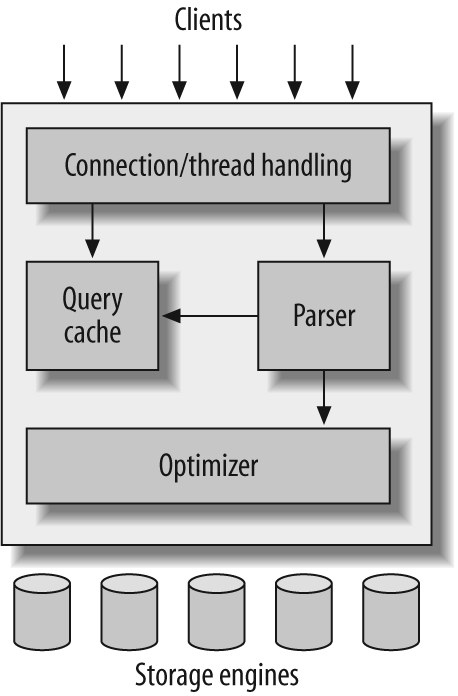 Clients
Connection/thread handling
Query
cache
Parser
Optimizer
Storage engines